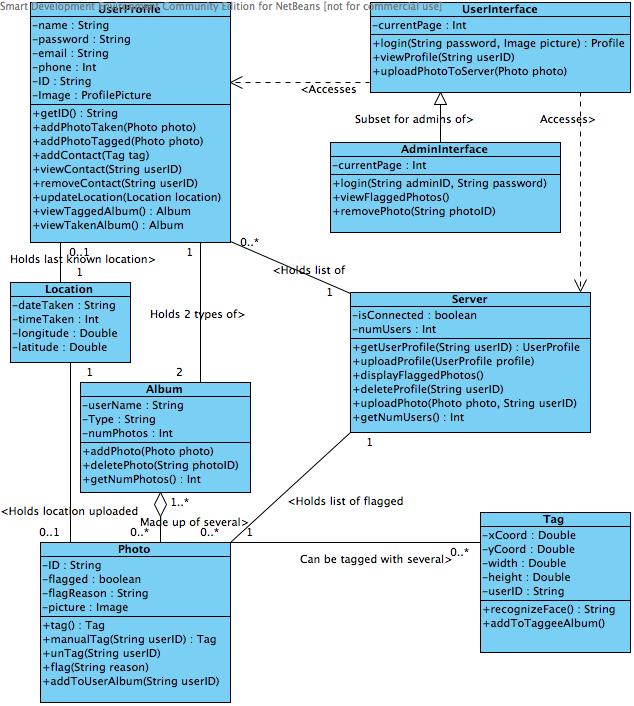 Smart Development Environment Community Edition for NetBeans [not for commercial use]
UserProfile
-name : String
-password : String
-email : String
-phone : Int
-ID : String
-Image : ProfilePicture
+getID() : String
+addPhotoTaken(Photo photo)
+addPhotoTagged(Photo photo)
+addContact(Tag tag)
+viewContact(String userID)
+removeContact(String userID)
+updateLocation(Location location)
+viewTaggedAlbum() : Album
+viewTakenAlbum() : Album
UserInterface
-currentPage : Int
+login(String password, Image picture) : Profile
+viewProfile(String userID)
+uploadPhotoToServer(Photo photo)
<Accesses
Subset for admins of>
Accesses>
AdminInterface
-currentPage : Int
+login(String adminID, String password)
+viewFlaggedPhotos()
+removePhoto(String photoID)
0..1
Holds last known location>
1
1
0..*
<Holds list of
1
Location
-dateTaken : String
-timeTaken : Int
-longitude : Double
-latitude : Double
Holds 2 types of>
Server
-isConnected : boolean
-numUsers : Int
+getUserProfile(String userID) : UserProfile
+uploadProfile(UserProfile profile)
+displayFlaggedPhotos()
+deleteProfile(String userID)
+uploadPhoto(Photo photo, String userID)
+getNumUsers() : Int
1
2
Album
-userName : String
-Type : String
-numPhotos : Int
+addPhoto(Photo photo)
+deletePhoto(String photoID)
+getNumPhotos() : Int
1
<Holds list of flagged
1..*
<Holds location uploaded
Made up of several>
0..1
0..*
0..*
1
Can be tagged with several>
0..*
Photo
-ID : String
-flagged : boolean
-flagReason : String
-picture : Image
+tag() : Tag
+manualTag(String userID) : Tag
+unTag(String userID)
+flag(String reason)
+addToUserAlbum(String userID)
Tag
-xCoord : Double
-yCoord : Double
-width : Double
-height : Double
-userID : String
+recognizeFace() : String
+addToTaggeeAlbum()